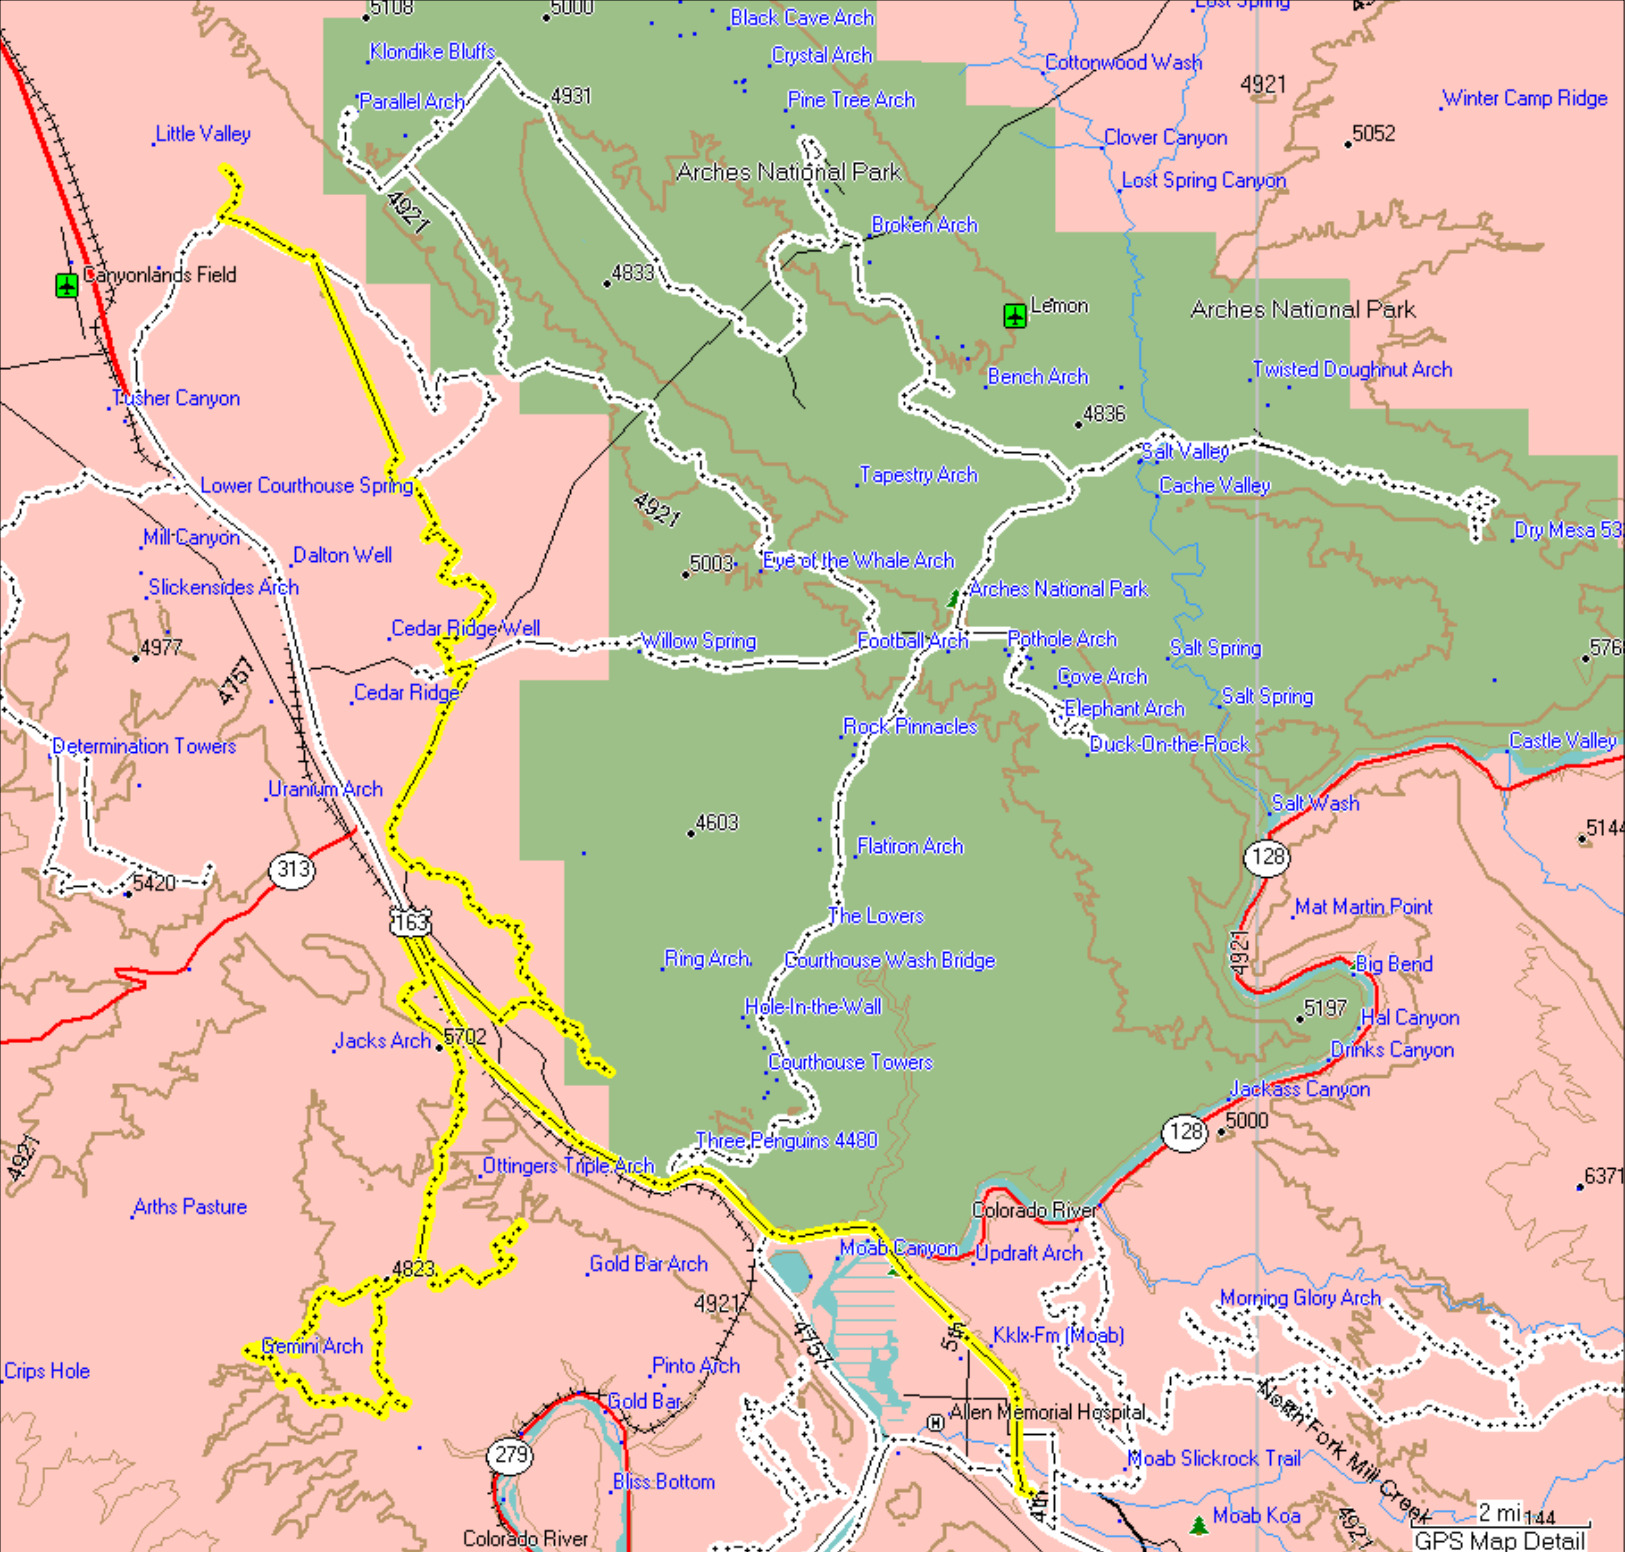 5108
5000
Black Cave Arch
Lost Spring
Klondike Bluffs
Crystal Arch
Cottonwood Wash
4921
Parallel Arch
4931
Pine Tree Arch
Winter Camp Ridge
Little Valley
Clover Canyon
5052
Arches National Park
Lost Spring Canyon
4921
Broken Arch
Canyonlands Field
4833
Lemon
Arches National Park
Bench Arch
Twisted Doughnut Arch
Tusher Canyon
4836
Salt Valley
Tapestry Arch
Lower Courthouse Spring
Cache Valley
4921
Mill Canyon
Dalton Well
Dry Mesa 53
5003
Eye of the Whale Arch
Slickensides Arch
Arches National Park
Cedar Ridge Well
Willow Spring
Football Arch
Pothole Arch
4977
Salt Spring
576
4757
Cove Arch
Cedar Ridge
Salt Spring
Elephant Arch
Rock Pinnacles
Determination Towers
Duck-On-the-Rock
Castle Valley
Uranium Arch
Salt Wash
4603
5144
Flatiron Arch
128
313
5420
Mat Martin Point
163
The Lovers
4921
Ring Arch
Courthouse Wash Bridge
Big Bend
Hole-In-the-Wall
5197
Hal Canyon
Jacks Arch
5702
Drinks Canyon
Courthouse Towers
Jackass Canyon
5000
128
4921
Three Penguins 4480
Ottingers Triple Arch
6371
Arths Pasture
Colorado River
Moab Canyon
Updraft Arch
4823
Gold Bar Arch
4921
Morning Glory Arch
5th
Kklx-Fm (Moab)
4757
Gemini Arch
Pinto Arch
Crips Hole
Gold Bar
North Fork Mill Creek
Allen Memorial Hospital
H
279
Moab Slickrock Trail
Bliss Bottom
4th
Moab Koa
4921
2 mi
144
Colorado River
GPS Map Detail